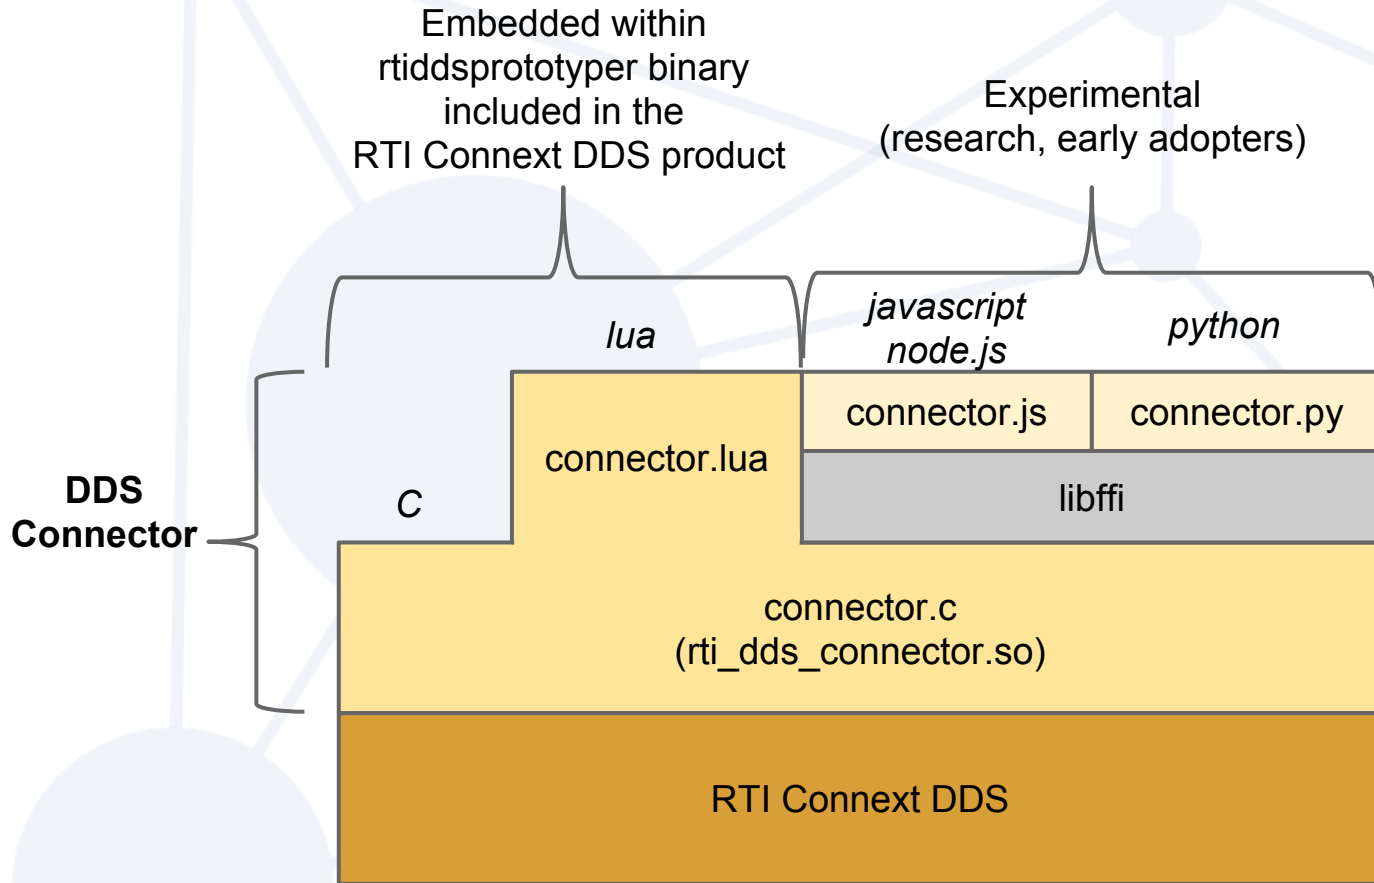 Embedded within
rtiddsprototyper binary
included in the
RTI Connext DDS product
Experimental
(research, early adopters)
lua
javascript
node.js
python
connector.js
connector.py
connector.lua
libffi
C
DDS
Connector
connector.c
(rti_dds_connector.so)
RTI Connext DDS